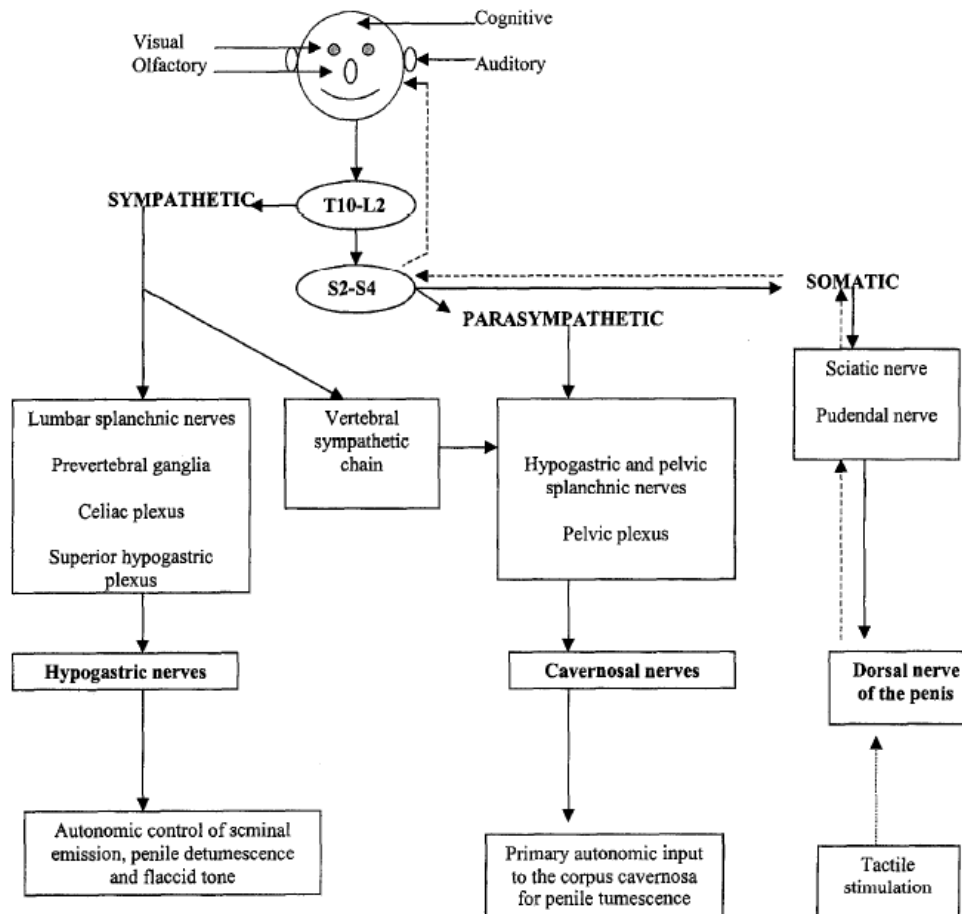 Cognitive
Visual
Olfactory
Auditory
SYMPATHETIC
T10-L2
S2-S4
SOMATIC
PARASYMPATHETIC
Sciatic nerve
Pudendal nerve
Lumbar splanchnic nerves
Prevertebral ganglia
Celiac plexus
Superior hypogastric
plexus
Vertebral
sympathetic
chain
Hypogastric and pelvic
splanchnic nerves
Pelvic plexus
Hypogastric nerves
Cavernosal nerves
Dorsal nerve
of the penis
Autonomic control of seminal
emission, penile detumescence
and flaccid tone
Primary autonomic input
to the corpus cavernosa
for penile tumescence
Tactile
stimulation